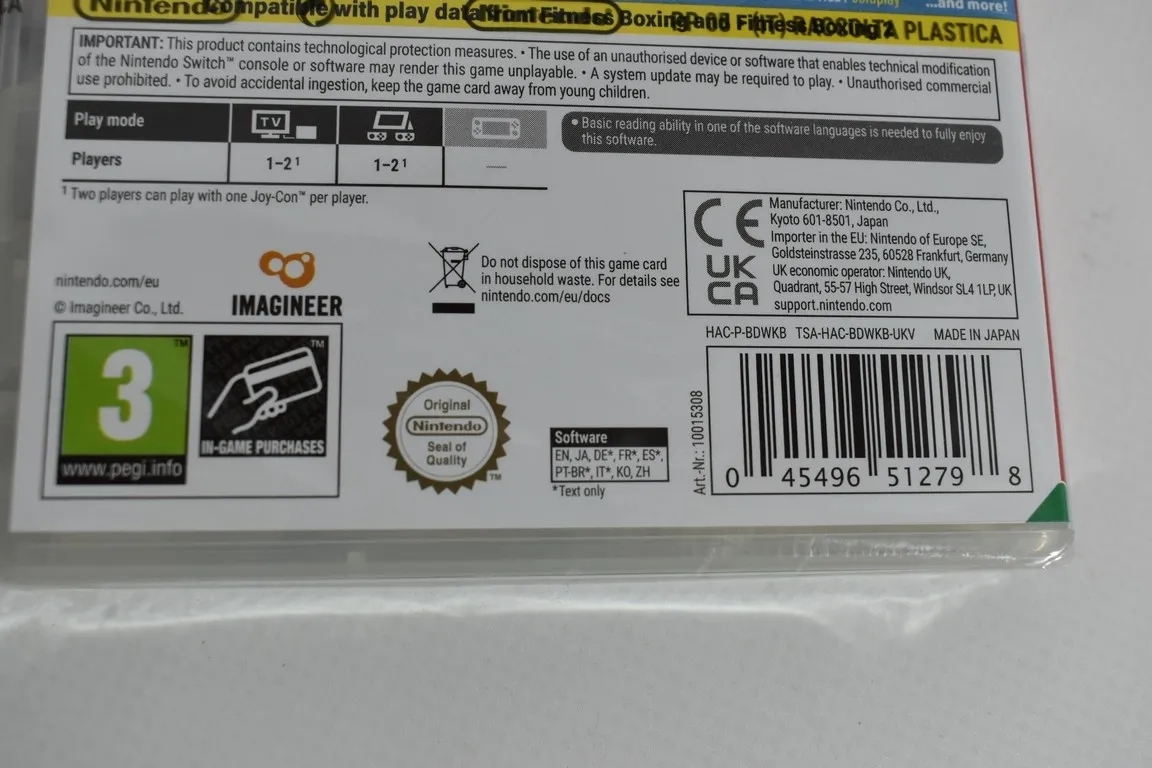 ...and more!
Nintendo
Compatible with play data from Fitness Boxing and Fitness Boxing 2
PLASTICA
IMPORTANT: This product contains technological protection measures. • The use of an unauthorised device or software that enables technical modification
of the Nintendo Switch™ console or software may render this game unplayable. • A system update may be required to play. • Unauthorised commercial
use prohibited. • To avoid accidental ingestion, keep the game card away from young children.
Play mode
TV
Players
1–2¹
1–2¹
—
• Basic reading ability in one of the software languages is needed to fully enjoy
this software.
¹ Two players can play with one Joy-Con™ per player.
nintendo.com/eu
© Imagineer Co., Ltd.
IMAGINEER
Do not dispose of this game card
in household waste. For details see
nintendo.com/eu/docs
CE
UK
CA
Manufacturer: Nintendo Co., Ltd.,
Kyoto 601-8501, Japan
Importer in the EU: Nintendo of Europe SE,
Goldsteinstrasse 235, 60528 Frankfurt, Germany
UK economic operator: Nintendo UK,
Quadrant, 55-57 High Street, Windsor SL4 1LP, UK
support.nintendo.com
HAC-P-BDWKB TSA-HAC-BDWKB-UKV MADE IN JAPAN
3
TM
www.pegi.info
TM
IN-GAME PURCHASES
Original
Nintendo
Seal of
Quality
TM
Software
EN, JA, DE*, FR*, ES*,
PT-BR*, IT*, KO, ZH
*Text only
Art.-Nr.: 10015308
0 45496 51279 8